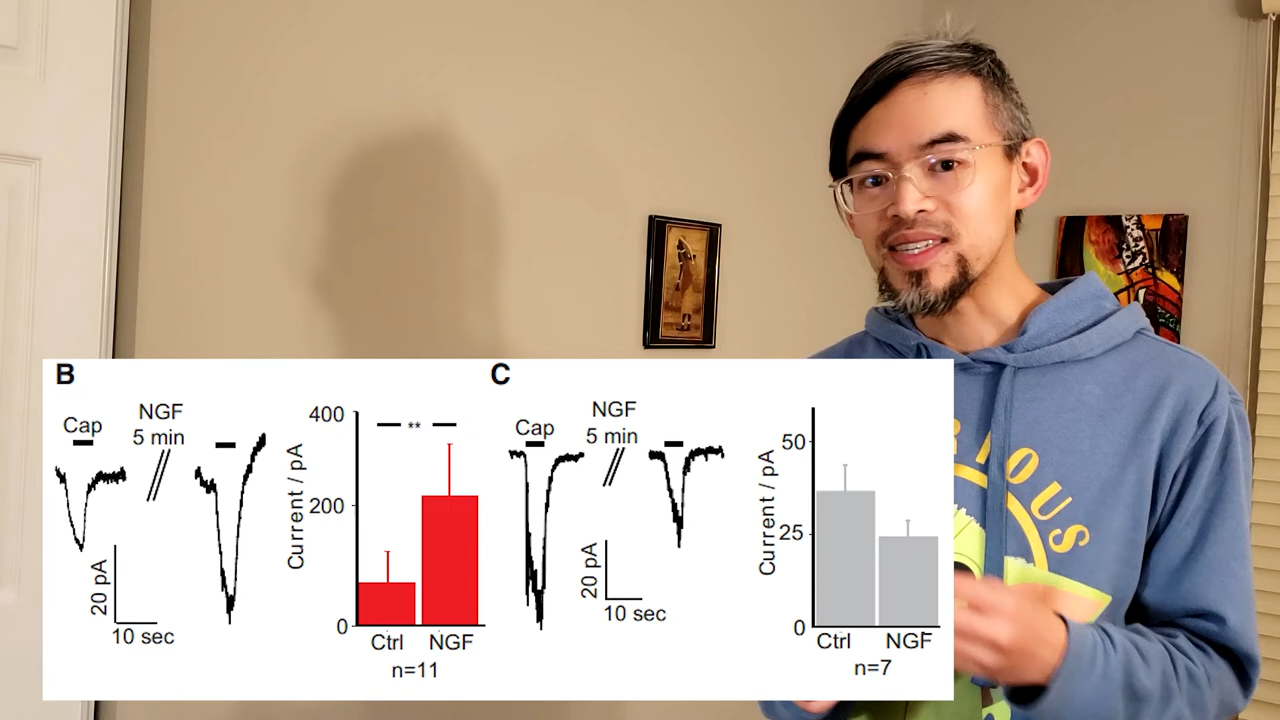 B
Cap
NGF
5 min
20 pA
10 sec
Current / pA
400
200
0
**
Ctrl NGF
n=11
C
Cap
NGF
5 min
20 pA
10 sec
Current / pA
50
25
0
Ctrl NGF
n=7
RIOUS